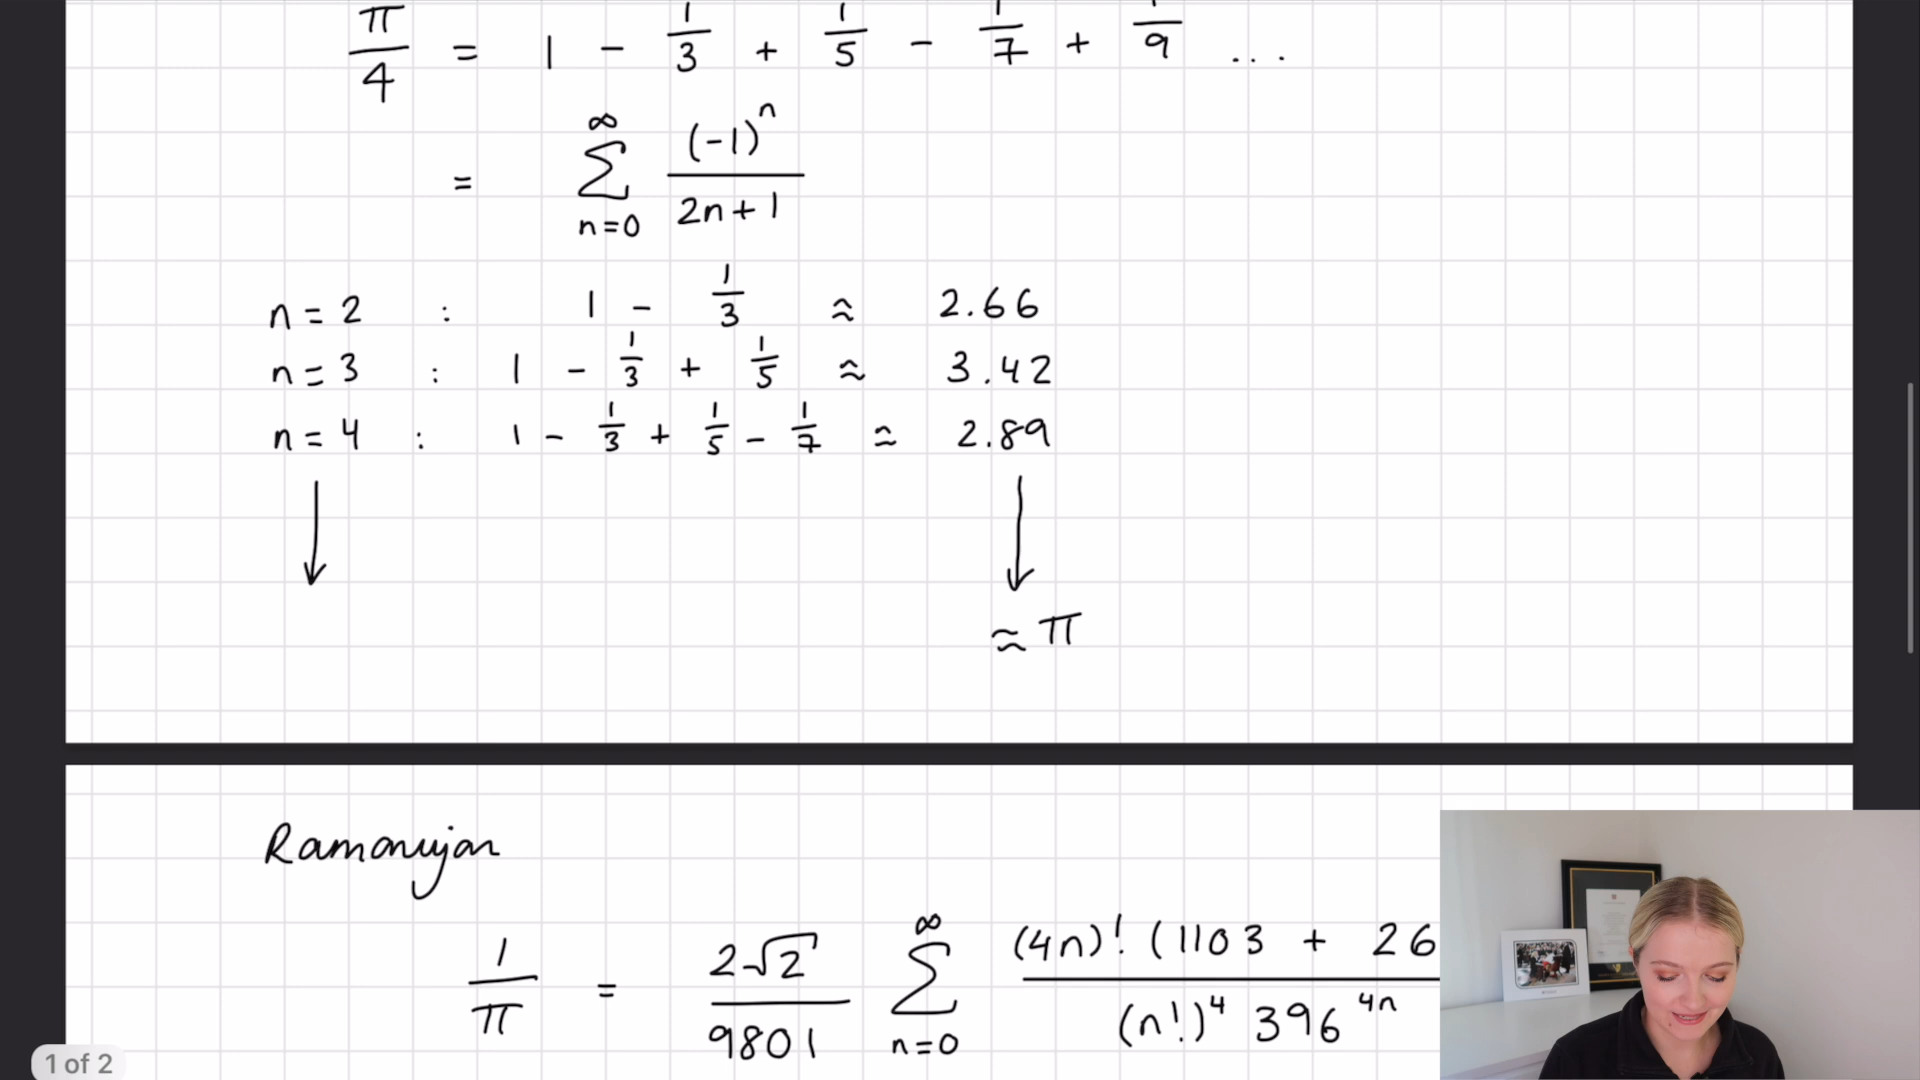 π/4 = 1 - 1/3 + 1/5 - 1/7 + 1/9 ...
= ∞ Σ n=0 (-1)^n / 2n+1
n = 2 : 1 - 1/3 ≈ 2.66
n = 3 : 1 - 1/3 + 1/5 ≈ 3.42
n = 4 : 1 - 1/3 + 1/5 - 1/7 ≈ 2.89
↓ ↓
≈ π
Ramanujan
1/π = 2√2 / 9801 ∞ Σ n=0 (4n)! (1103 + 26 / (n!)^4 396^4n
1 of 2